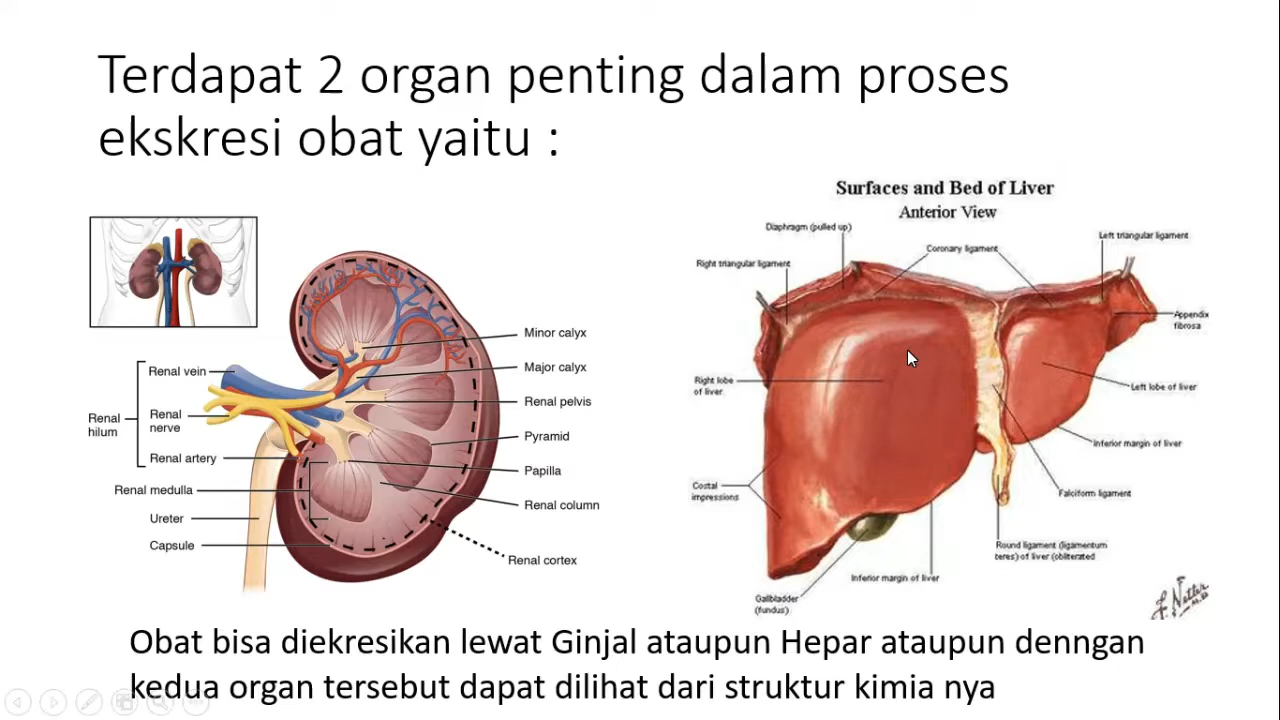 Terdapat 2 organ penting dalam proses
ekskresi obat yaitu :
Renal vein
Renal
hilum
Renal
nerve
Renal artery
Renal medulla
Ureter
Capsule
Minor calyx
Major calyx
Renal pelvis
Pyramid
Papilla
Renal column
Renal cortex
Surfaces and Bed of Liver
Anterior View
Diaphragm (pulled up)
Coronary ligament
Left triangular ligament
Right triangular ligament
Appendix
fibrosa
Right lobe
of liver
Left lobe of liver
Inferior margin of liver
Costal
impressions
Falciform ligament
Round ligament (ligamentum
teres) of liver (obliterated
Inferior margin of liver
Gallbladder
(fundus)
F. Netter
M.D.
Obat bisa diekresikan lewat Ginjal ataupun Hepar ataupun denngan
kedua organ tersebut dapat dilihat dari struktur kimia nya